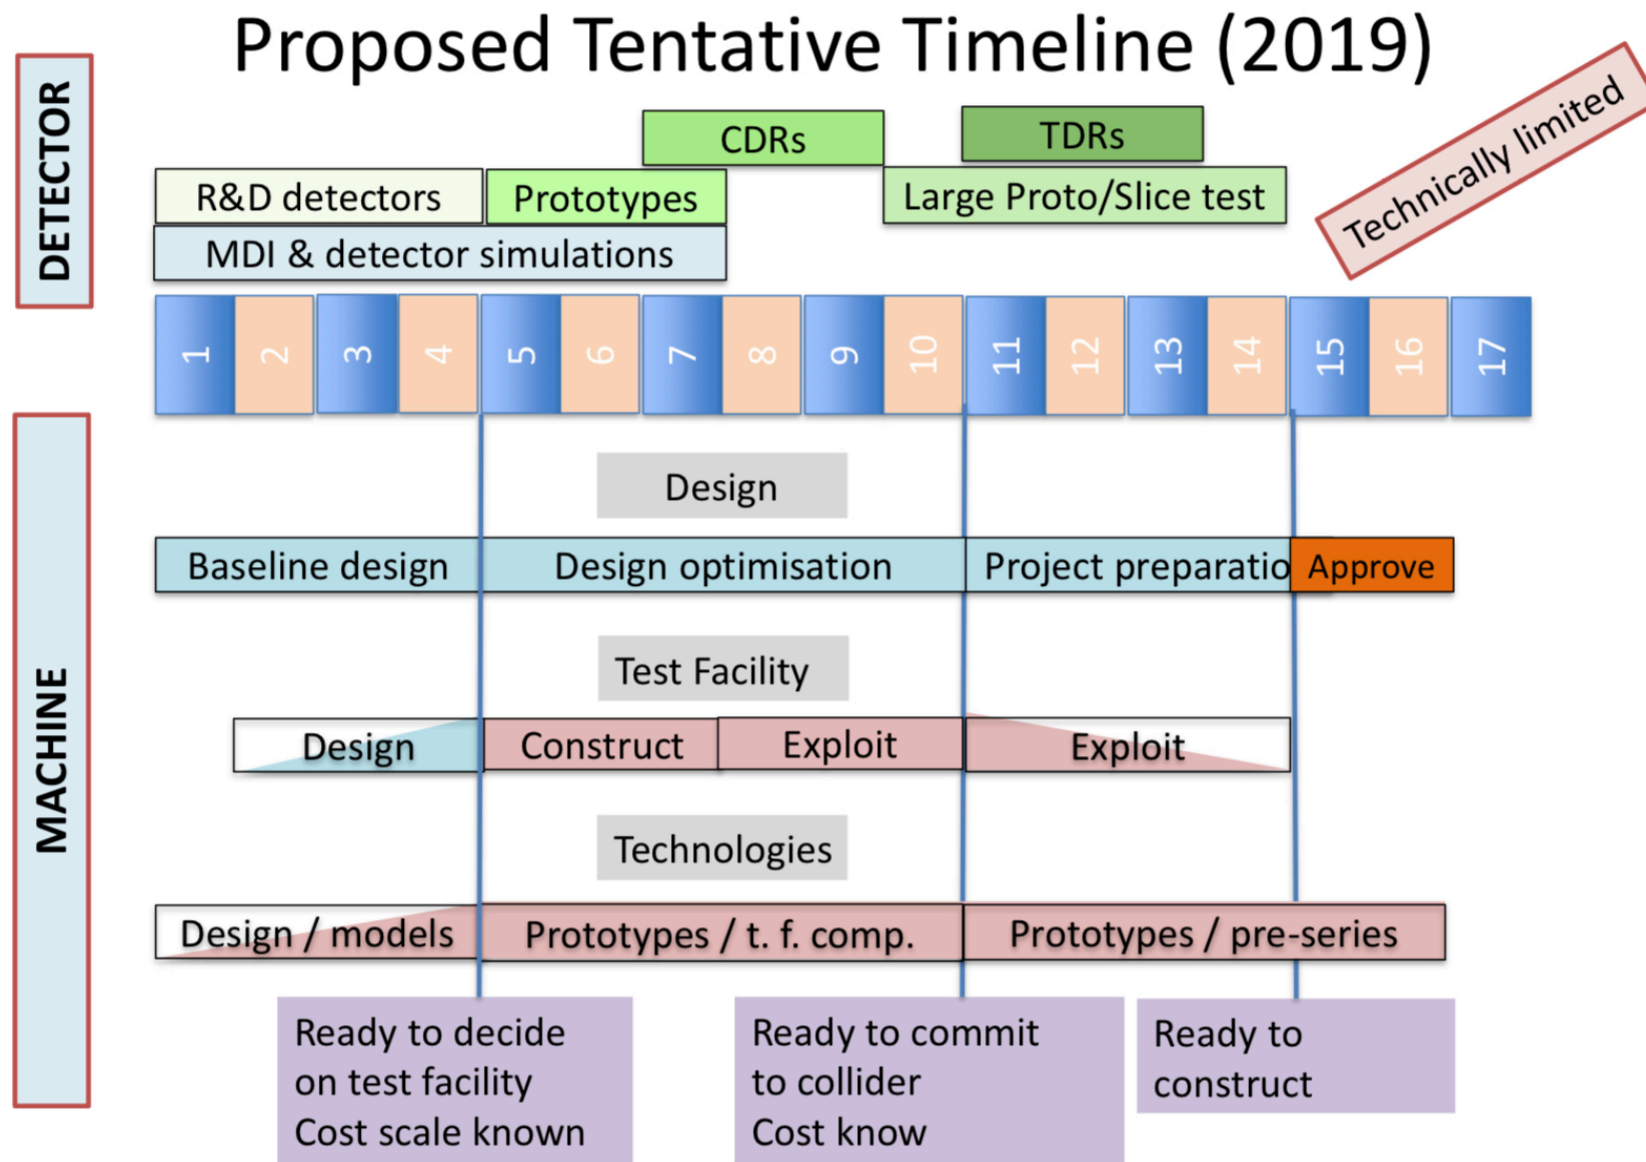 Proposed Tentative Timeline (2019)
Technically limited
DETECTOR
CDRs
TDRs
R&D detectors
Prototypes
Large Proto/Slice test
MDI & detector simulations
1 2 3 4 5 6 7 8 9 10 11 12 13 14 15 16 17
MACHINE
Design
Baseline design
Design optimisation
Project preparatio
Approve
Test Facility
Design
Construct
Exploit
Exploit
Technologies
Design / models
Prototypes / t. f. comp.
Prototypes / pre-series
Ready to decide
on test facility
Cost scale known
Ready to commit
to collider
Cost know
Ready to
construct